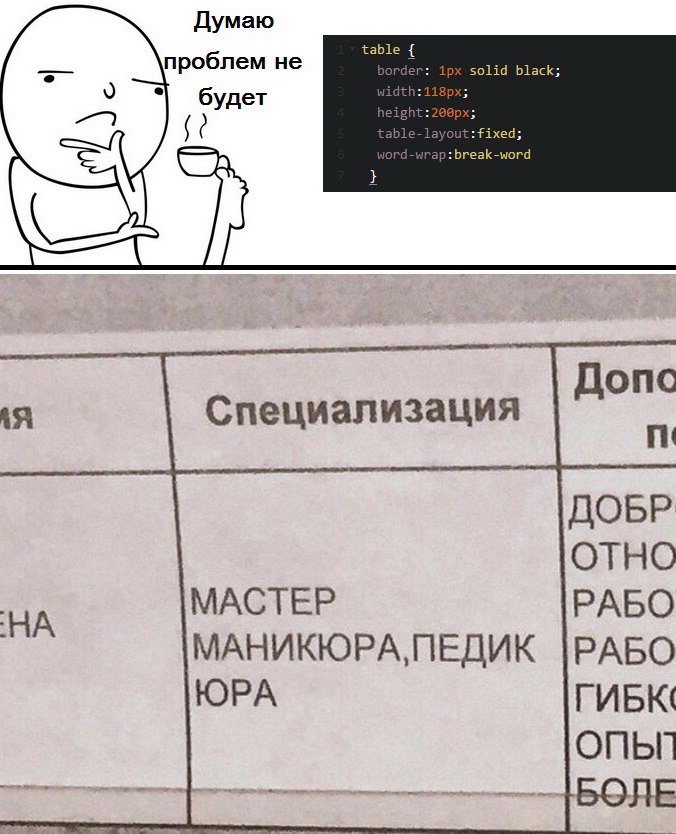 Думаю
проблем не
будет
1 table {
2 border: 1px solid black;
3 width:118px;
4 height:200px;
5 table-layout:fixed;
6 word-wrap:break-word
7 }
ия
Специализация
Допо
по
ЕНА
МАСТЕР
МАНИКЮРА,ПЕДИК
ЮРА
ДОБР
ОТНО
РАБО
РАБО
ГИБК
ОПЫТ
БОЛЕ